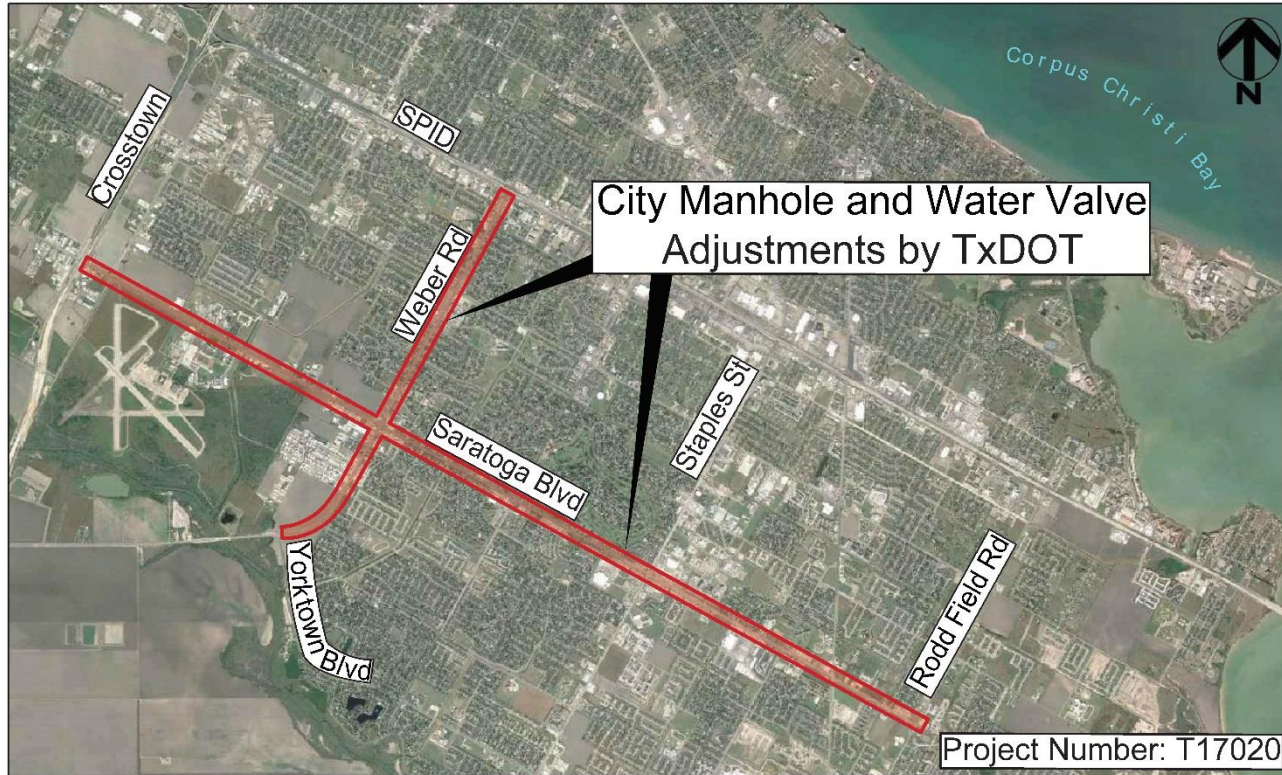 N
Corpus Christi Bay
Crosstown
SPID
City Manhole and Water Valve
Adjustments by TxDOT
Weber Rd
Staples St
Saratoga Blvd
Yorktown Blvd
Rodd Field Rd
Project Number: T17020